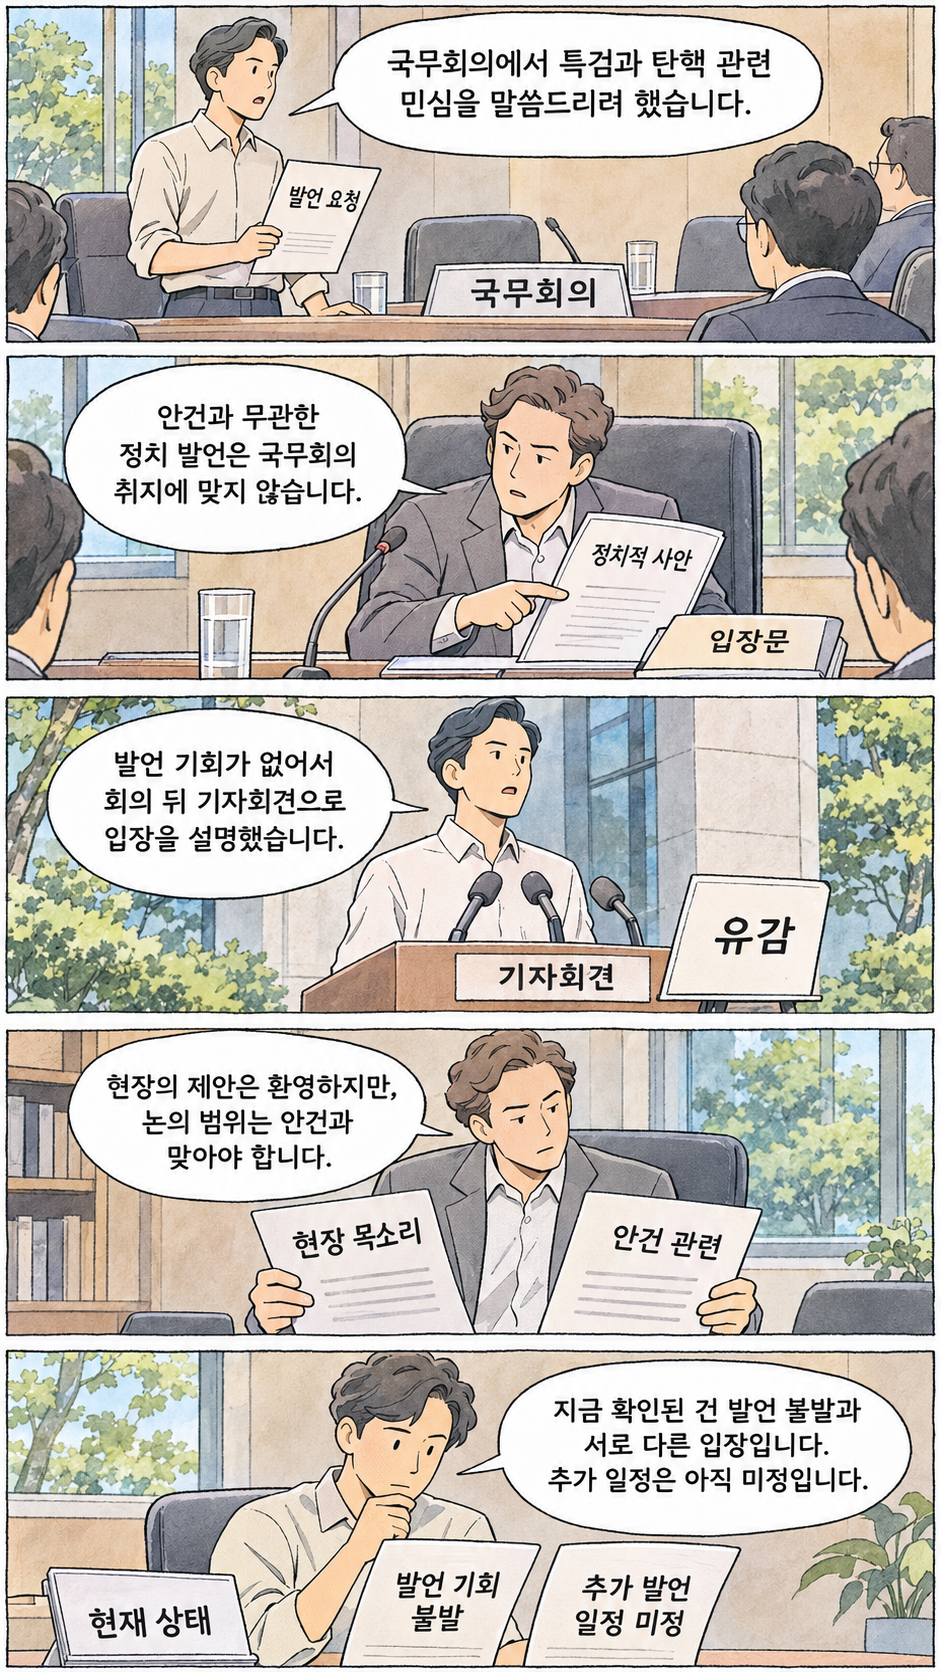 국무회의에서 특검과 탄핵 관련
민심을 말씀드리려 했습니다.
발언 요청
국무회의
안건과 무관한
정치 발언은 국무회의
취지에 맞지 않습니다.
정치적 사안
입장문
발언 기회가 없어서
회의 뒤 기자회견으로
입장을 설명했습니다.
유감
기자회견
현장의 제안은 환영하지만,
논의 범위는 안건과
맞아야 합니다.
현장 목소리
안건 관련
지금 확인된 건 발언 불발과
서로 다른 입장입니다.
추가 일정은 아직 미정입니다.
현재 상태
발언 기회
불발
추가 발언
일정 미정